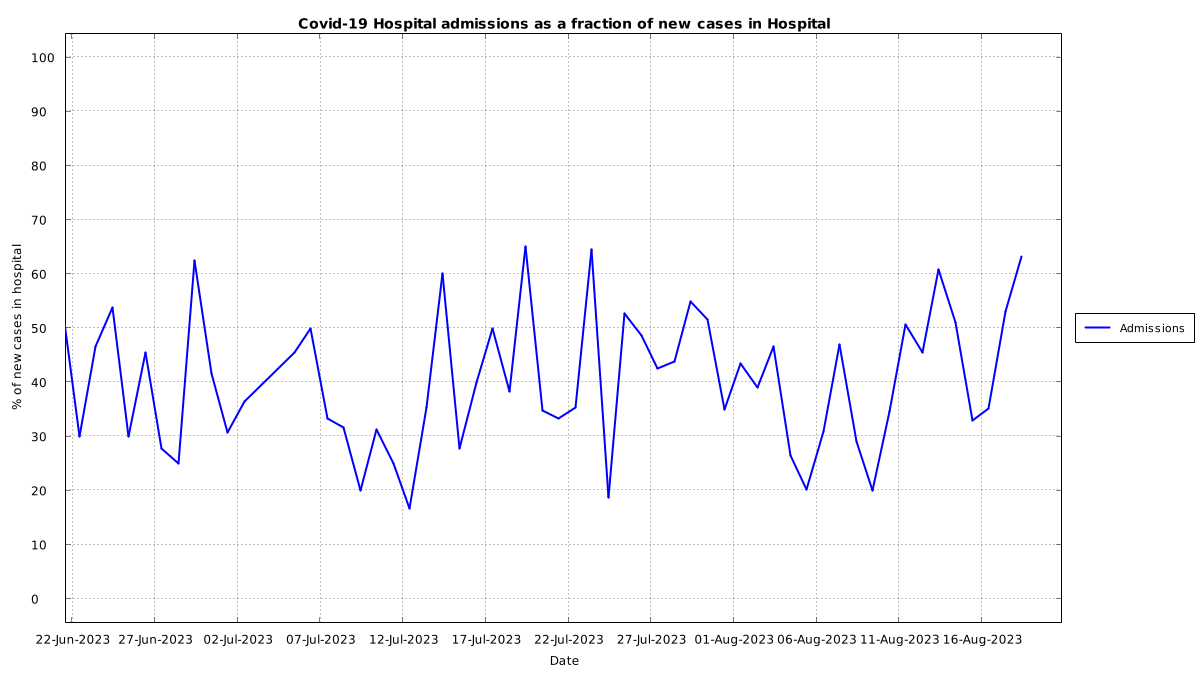 Covid-19 Hospital admissions as a fraction of new cases in Hospital
100
90
80
70
60
50
40
30
20
10
0
% of new cases in hospital
22-Jun-2023 27-Jun-2023 02-Jul-2023 07-Jul-2023 12-Jul-2023 17-Jul-2023 22-Jul-2023 27-Jul-2023 01-Aug-2023 06-Aug-2023 11-Aug-2023 16-Aug-2023
Date
Admissions